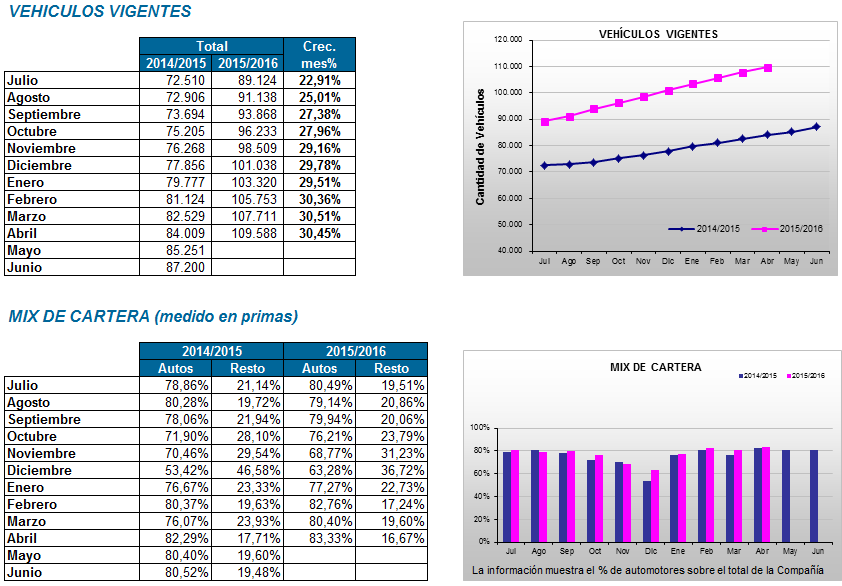 VEHICULOS VIGENTES
Total Crec.
2014/2015 2015/2016 mes%
Julio 72.510 89.124 22,91%
Agosto 72.906 91.138 25,01%
Septiembre 73.694 93.868 27,38%
Octubre 75.205 96.233 27,96%
Noviembre 76.268 98.509 29,16%
Diciembre 77.856 101.038 29,78%
Enero 79.777 103.320 29,51%
Febrero 81.124 105.753 30,36%
Marzo 82.529 107.711 30,51%
Abril 84.009 109.588 30,45%
Mayo 85.251
Junio 87.200
VEHÍCULOS VIGENTES
Cantidad de Vehículos
120.000
110.000
100.000
90.000
80.000
70.000
60.000
50.000
40.000
2014/2015 2015/2016
Jul Ago Sep Oct Nov Dic Ene Feb Mar Abr May Jun
MIX DE CARTERA (medido en primas)
2014/2015 2015/2016
Autos Resto Autos Resto
Julio 78,86% 21,14% 80,49% 19,51%
Agosto 80,28% 19,72% 79,14% 20,86%
Septiembre 78,06% 21,94% 79,94% 20,06%
Octubre 71,90% 28,10% 76,21% 23,79%
Noviembre 70,46% 29,54% 68,77% 31,23%
Diciembre 53,42% 46,58% 63,28% 36,72%
Enero 76,67% 23,33% 77,27% 22,73%
Febrero 80,37% 19,63% 82,76% 17,24%
Marzo 76,07% 23,93% 80,40% 19,60%
Abril 82,29% 17,71% 83,33% 16,67%
Mayo 80,40% 19,60%
Junio 80,52% 19,48%
MIX DE CARTERA
2014/2015 2015/2016
100%
80%
60%
40%
20%
0%
Jul Ago Sep Oct Nov Dic Ene Feb Mar Abr May Jun
La información muestra el % de automotores sobre el total de la Compañía